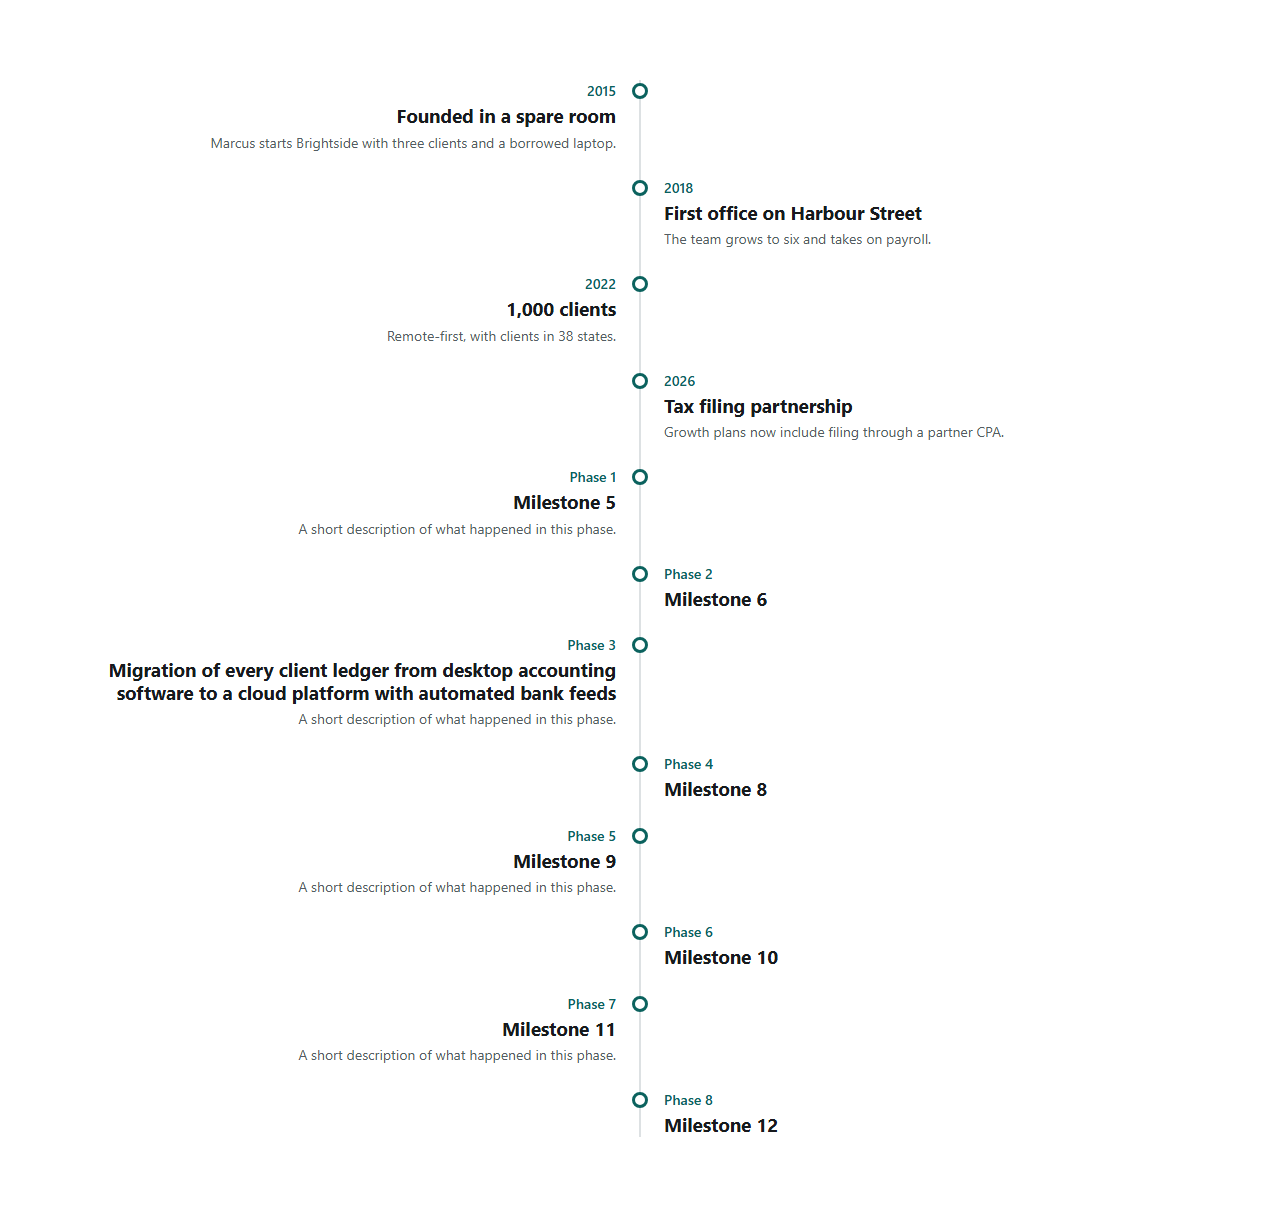 2015
Founded in a spare room
Marcus starts Brightside with three clients and a borrowed laptop.
2018
First office on Harbour Street
The team grows to six and takes on payroll.
2022
1,000 clients
Remote-first, with clients in 38 states.
2026
Tax filing partnership
Growth plans now include filing through a partner CPA.
Phase 1
Milestone 5
A short description of what happened in this phase.
Phase 2
Milestone 6
Phase 3
Migration of every client ledger from desktop accounting
software to a cloud platform with automated bank feeds
A short description of what happened in this phase.
Phase 4
Milestone 8
Phase 5
Milestone 9
A short description of what happened in this phase.
Phase 6
Milestone 10
Phase 7
Milestone 11
A short description of what happened in this phase.
Phase 8
Milestone 12